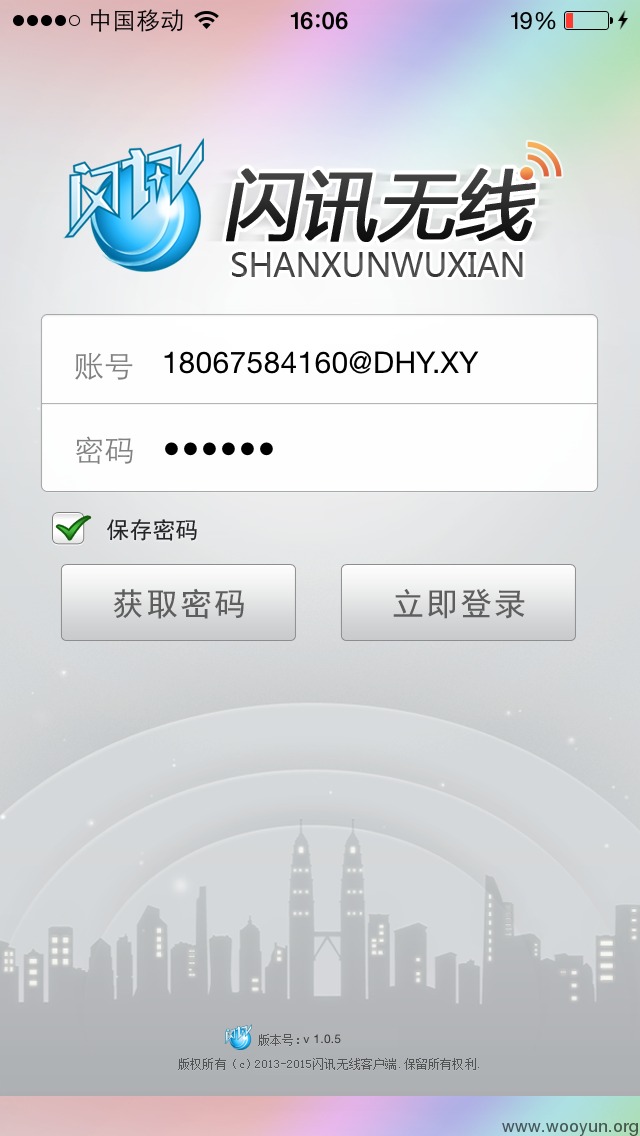 中国移动 16:06 19%
闪讯
闪讯无线
SHANXUNWUXIAN
账号 18067584160@DHY.XY
密码 ●●●●●●
保存密码
获取密码 立即登录
闪讯 版本号: v 1.0.5
版权所有 (c) 2013-2015闪讯无线客户端. 保留所有权利.
www.wooyun.org